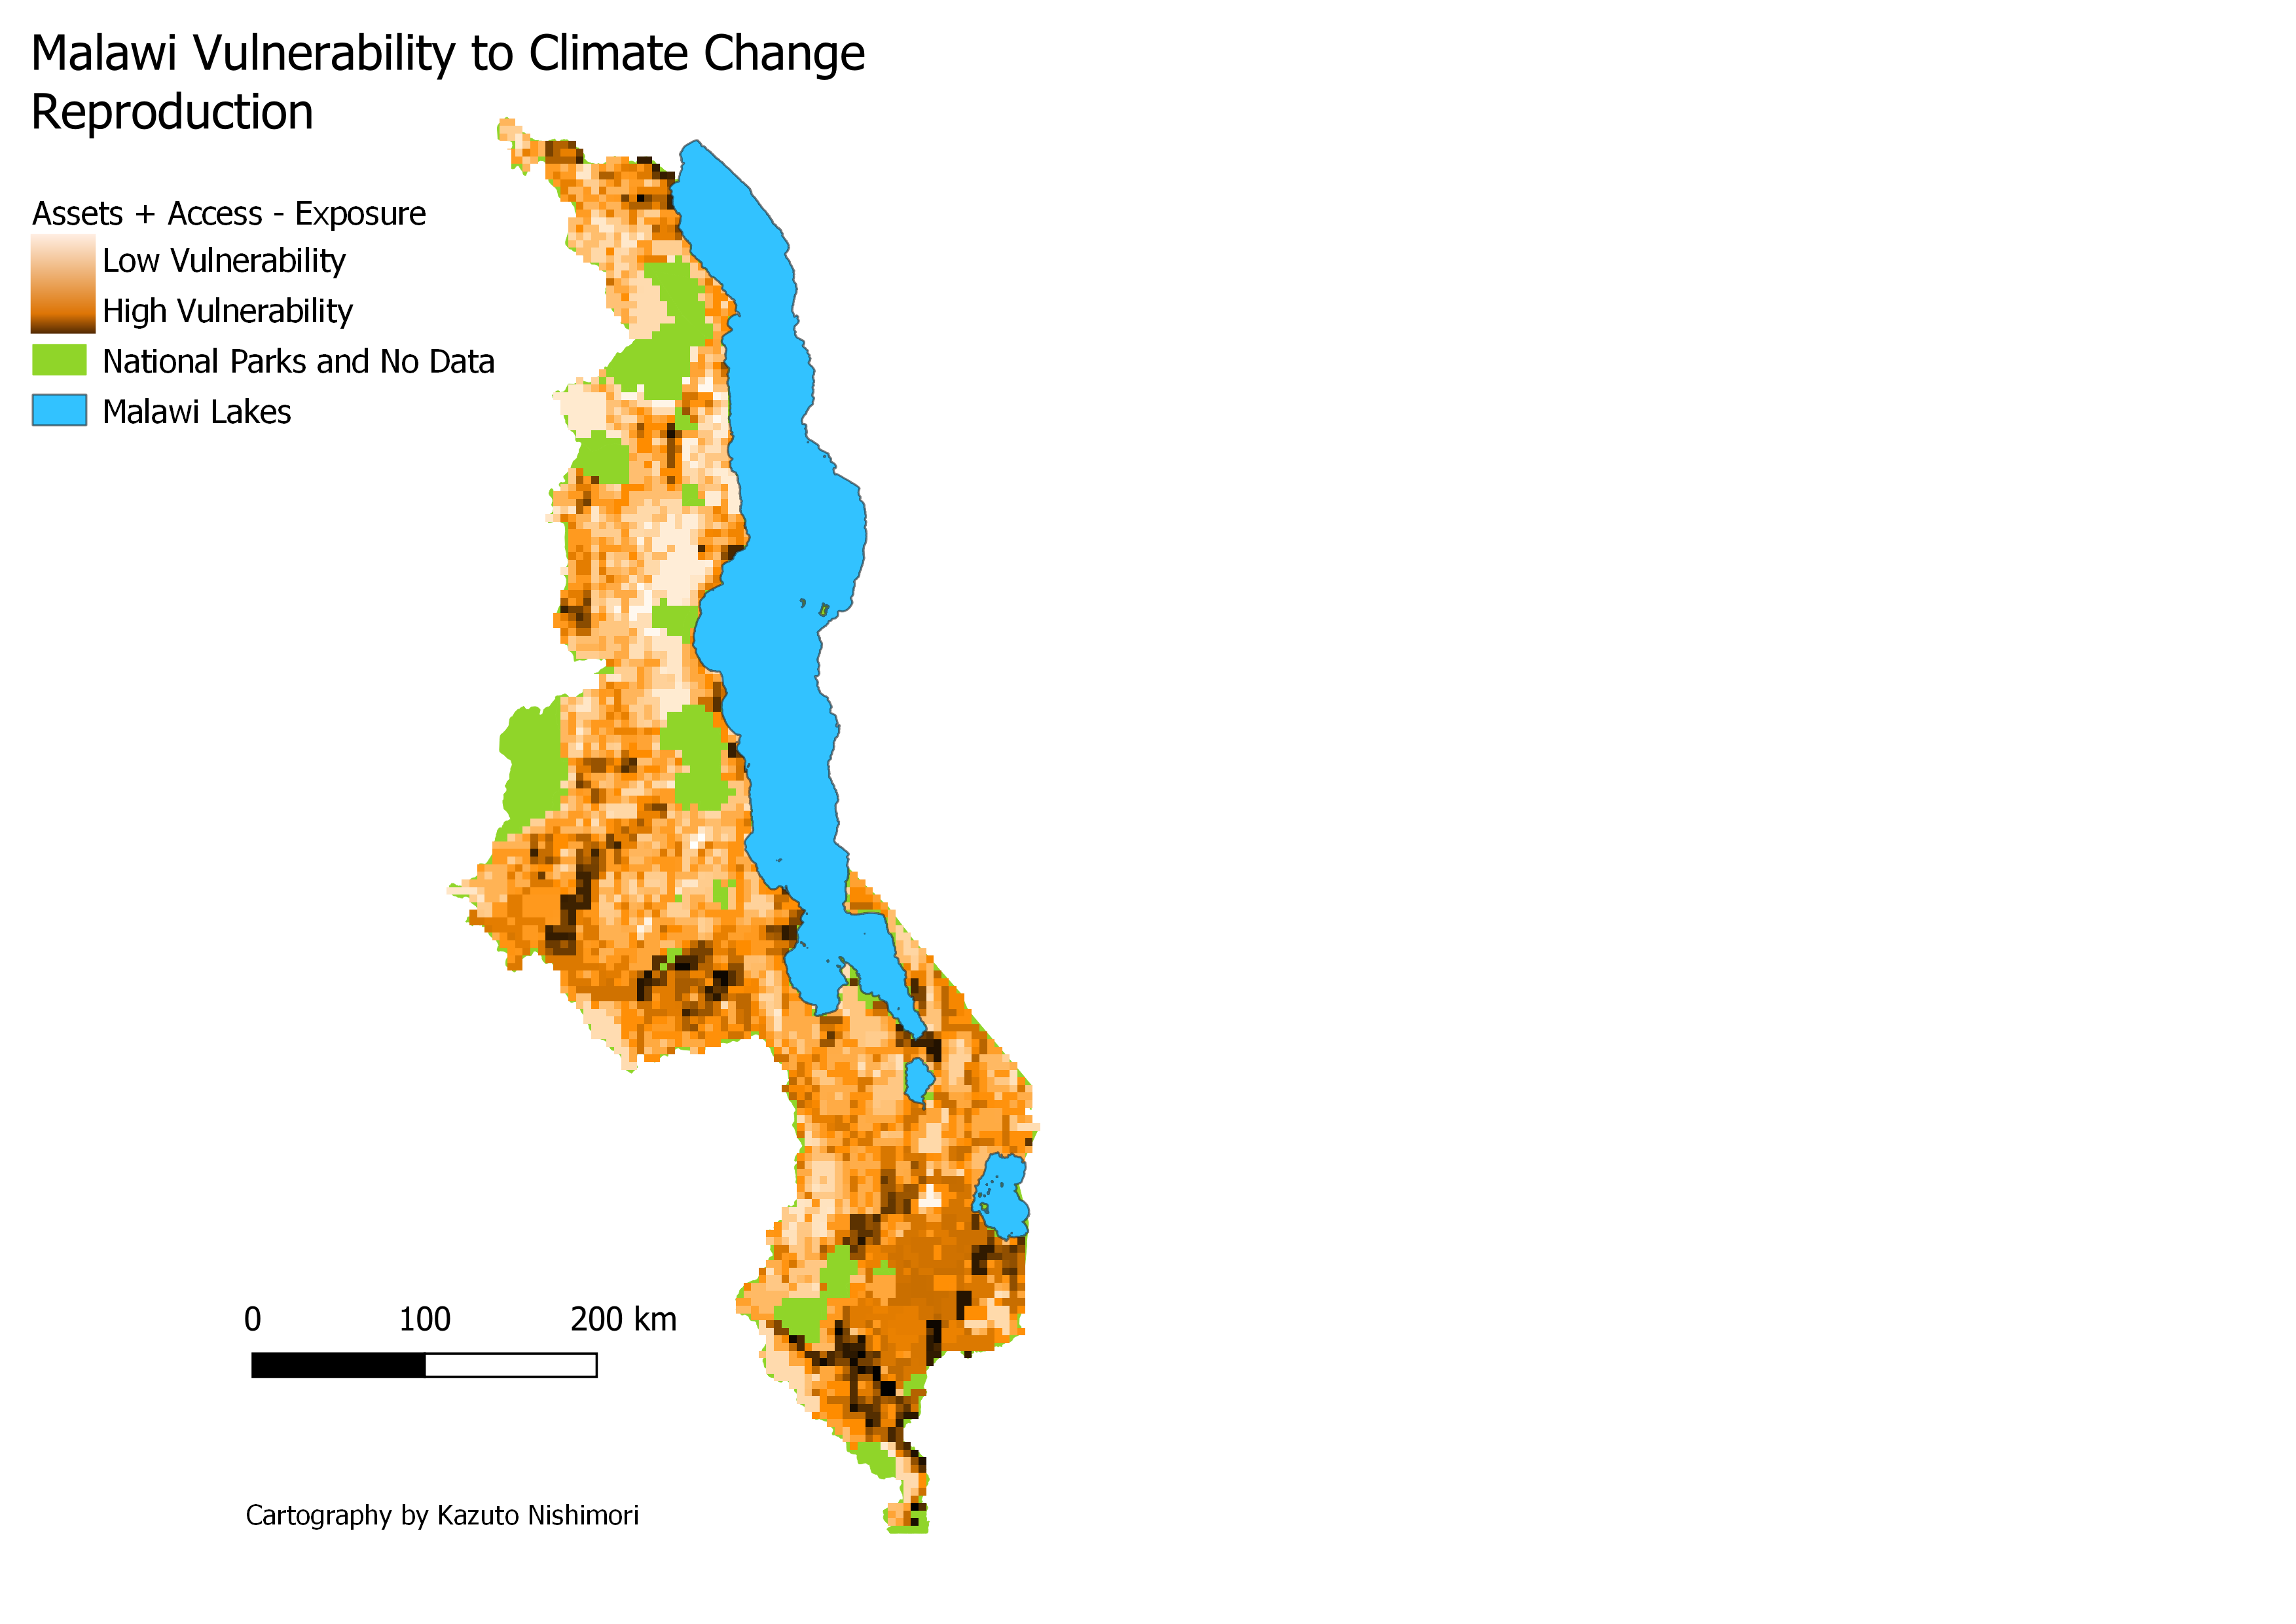 Malawi Vulnerability to Climate Change
Reproduction
Assets + Access - Exposure
Low Vulnerability
High Vulnerability
National Parks and No Data
Malawi Lakes
0 100 200 km
Cartography by Kazuto Nishimori